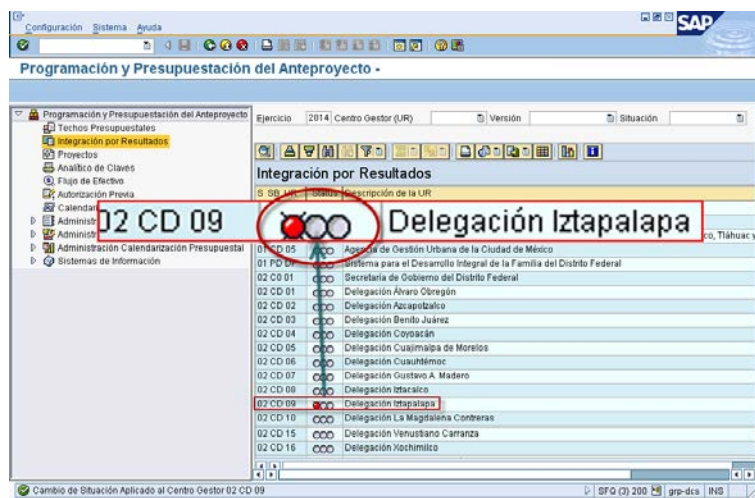 Configuración Sistema Ayuda
SAP
Programación y Presupuestación del Anteproyecto -
Programación y Presupuestación del Anteproyecto
Techos Presupuestales
Integración por Resultados
Proyectos
Analítico de Claves
Flujo de Efectivo
Autorización Previa
Calendari
Administr
Administr
Administración Calendarización Presupuestal
Sistemas de Información
Ejercicio 2014 Centro Gestor (UR) Versión Situación
Integración por Resultados
S SB UR Status Descripción de la UR
02 CD 09 Delegación Iztapalapa
co, Tláhuac y
01 CD 05 Agencia de Gestión Urbana de la Ciudad de México
01 PD DF Sistema para el Desarrollo Integral de la Familia del Distrito Federal
02 C0 01 Secretaría de Gobierno del Distrito Federal
02 CD 01 Delegación Álvaro Obregón
02 CD 02 Delegación Azcapotzalco
02 CD 03 Delegación Benito Juárez
02 CD 04 Delegación Coyoacán
02 CD 05 Delegación Cuajimalpa de Morelos
02 CD 06 Delegación Cuauhtémoc
02 CD 07 Delegación Gustavo A. Madero
02 CD 08 Delegación Iztacalco
02 CD 09 Delegación Iztapalapa
02 CD 10 Delegación La Magdalena Contreras
02 CD 15 Delegación Venustiano Carranza
02 CD 16 Delegación Xochimilco
Cambio de Situación Aplicado al Centro Gestor 02 CD 09
SFQ (3) 200 grp-dcs INS